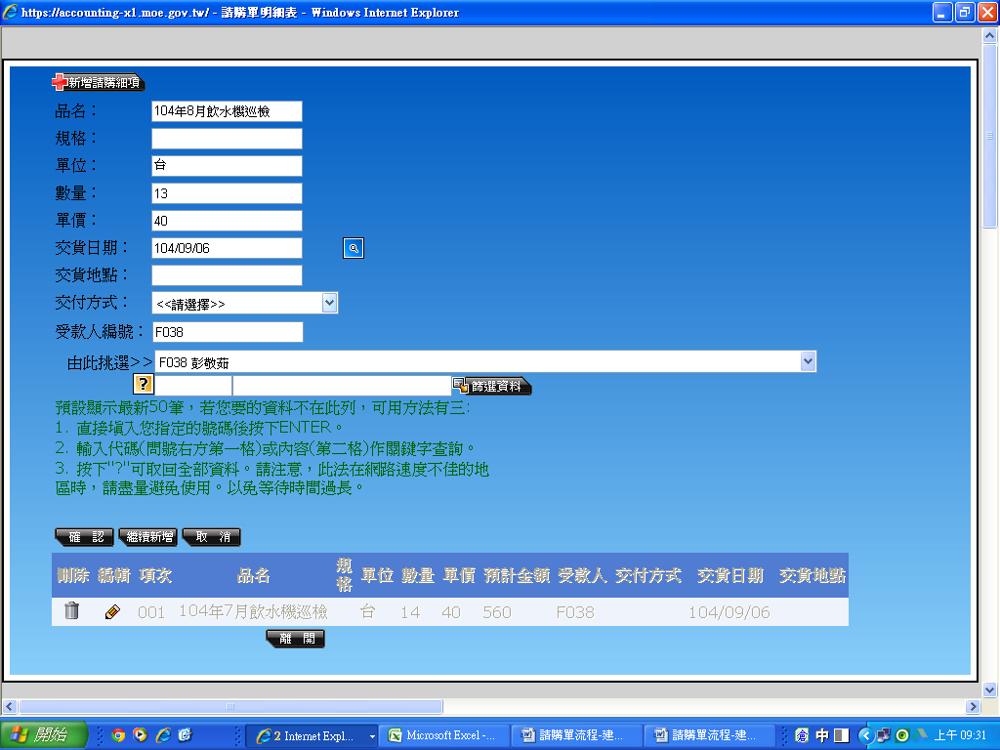 https://accounting-x1.moe.gov.tw/ - 請購單明細表 - Windows Internet Explorer
新增請購細項
品名： 104年8月飲水機巡檢
規格：
單位： 台
數量： 13
單價： 40
交貨日期： 104/09/06
交貨地點：
交付方式： <<請選擇>>
受款人編號： F038
由此挑選>> F038 彭敬茹
? 篩選資料
預設顯示最新50筆，若您要的資料不在此列，可用方法有三:
1. 直接填入您指定的號碼後按下ENTER。
2. 輸入代碼(問號右方第一格)或內容(第二格)作關鍵字查詢。
3. 按下"?"可取回全部資料。請注意，此法在網路速度不佳的地
區時，請盡量避免使用。以免等待時間過長。
確 認 繼續新增 取 消
刪除 編輯 項次 品名 規格 單位 數量 單價 預計金額 受款人 交付方式 交貨日期 交貨地點
001 104年7月飲水機巡檢 台 14 40 560 F038 104/09/06
離 開
開始 2 Internet Expl... Microsoft Excel -... 請購單流程-建... 請購單流程-建... 倉 中 上午 09:31